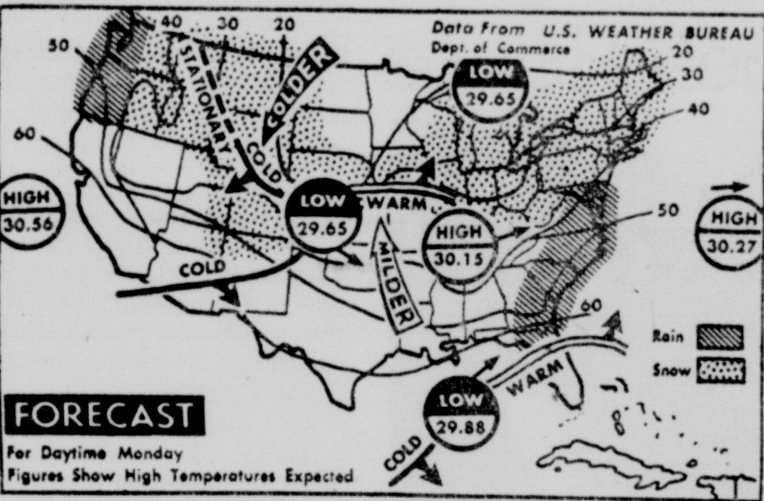 40 30 20
Data From U.S. WEATHER BUREAU
Dept. of Commerce
50
20
30
40
STATIONARY
COLDER
LOW
29.65
60
COLD
HIGH
30.56
LOW
29.65
WARM
HIGH
30.15
50
HIGH
30.27
COLD
MILDER
60
Rain
Snow
WARM
LOW
29.88
COLD
FORECAST
For Daytime Monday
Figures Show High Temperatures Expected